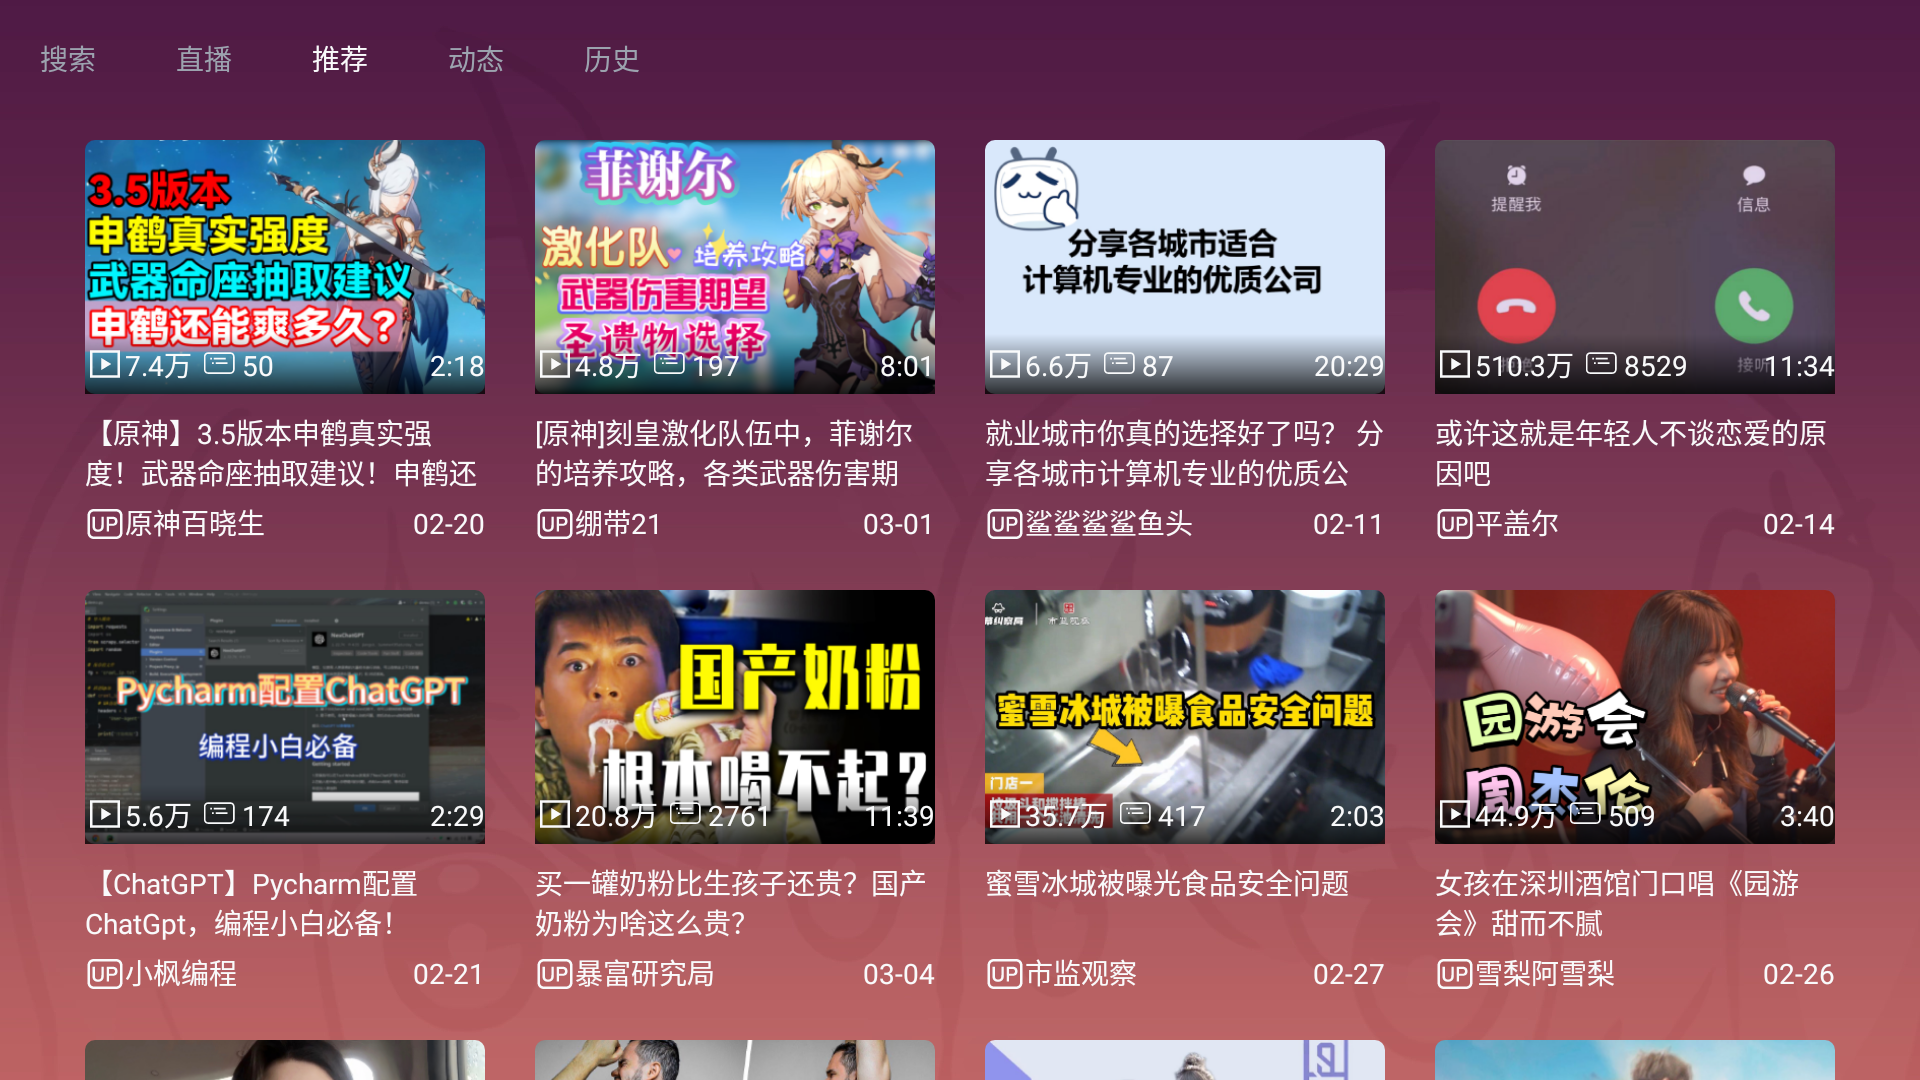 搜索
直播
推荐
动态
历史
3.5版本
申鹤真实强度
武器命座抽取建议
申鹤还能爽多久?
7.4万 50 2:18
【原神】3.5版本申鹤真实强
度！武器命座抽取建议！申鹤还
UP原神百晓生 02-20
菲谢尔
激化队 培养攻略
武器伤害期望
圣遗物选择
4.8万 197 8:01
[原神]刻皇激化队伍中，菲谢尔
的培养攻略，各类武器伤害期
UP绷带21 03-01
分享各城市适合
计算机专业的优质公司
6.6万 87 20:29
就业城市你真的选择好了吗？ 分
享各城市计算机专业的优质公
UP鲨鲨鲨鲨鱼头 02-11
提醒我 信息
接听
510.3万 8529 11:34
或许这就是年轻人不谈恋爱的原
因吧
UP平盖尔 02-14
Pycharm配置ChatGPT
编程小白必备
5.6万 174 2:29
【ChatGPT】Pycharm配置
ChatGpt，编程小白必备！
UP小枫编程 02-21
国产奶粉
根本喝不起?
20.8万 2761 11:39
买一罐奶粉比生孩子还贵？国产
奶粉为啥这么贵？
UP暴富研究局 03-04
蜜雪冰城被曝食品安全问题
门店一
35.7万 417 2:03
蜜雪冰城被曝光食品安全问题
UP市监观察 02-27
园游会
周杰伦
44.9万 509 3:40
女孩在深圳酒馆门口唱《园游
会》甜而不腻
UP雪梨阿雪梨 02-26